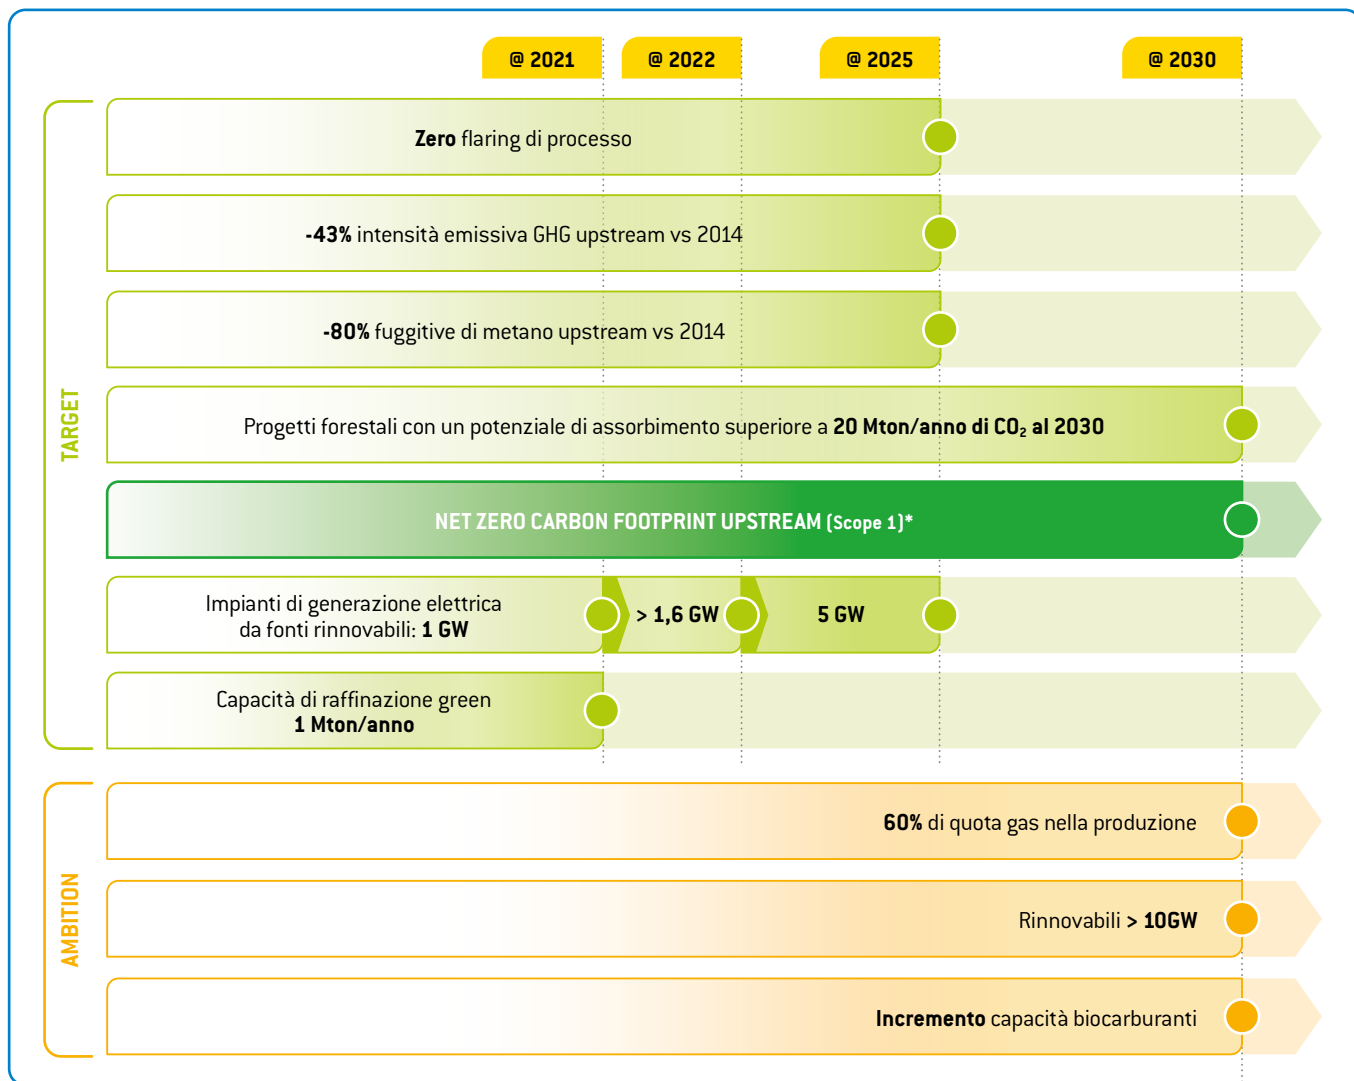 @ 2021
@ 2022
@ 2025
@ 2030
TARGET
Zero flaring di processo
-43% intensità emissiva GHG upstream vs 2014
-80% fuggitive di metano upstream vs 2014
Progetti forestali con un potenziale di assorbimento superiore a 20 Mton/anno di CO₂ al 2030
NET ZERO CARBON FOOTPRINT UPSTREAM (Scope 1)*
Impianti di generazione elettrica
da fonti rinnovabili: 1 GW
> 1,6 GW
5 GW
Capacità di raffinazione green
1 Mton/anno
AMBITION
60% di quota gas nella produzione
Rinnovabili > 10GW
Incremento capacità biocarburanti